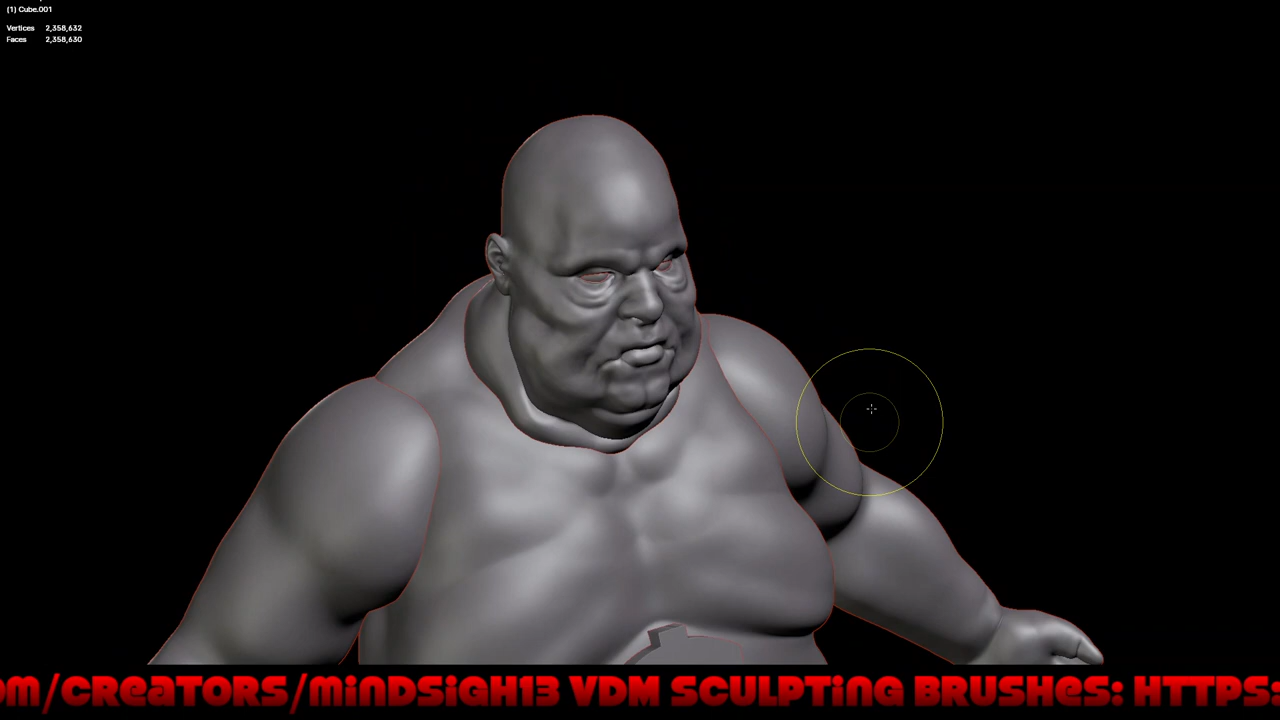 (1) Cube.001
Vertices 2,358,632
Faces 2,358,630
om/CReaTORS/MiNDSiGH13 VDM SCULPTiNG BRUSHeS: HTTPS: